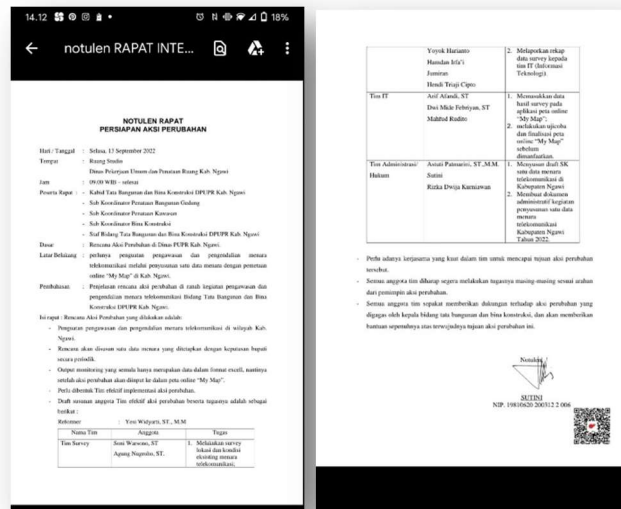 14.12
18%
notulen RAPAT INTE...
NOTULEN RAPAT
PERSIAPAN AKSI PERUBAHAN
Hari / Tanggal : Selasa, 13 September 2022
Tempat : Ruang Studio
Dinas Pekerjaan Umum dan Penataan Ruang Kab. Ngawi
Jam : 09.00 WIB – selesai
Peserta Rapat : - Kabid Tata Bangunan dan Bina Konstruksi DPUPR Kab. Ngawi
- Sub Koordinator Penataan Bangunan Gedung
- Sub Koordinator Penataan Kawasan
- Sub Koordinator Bina Konstruksi
- Staf Bidang Tata Bangunan dan Bina Konstruksi DPUPR Kab. Ngawi
Dasar : Rencana Aksi Perubahan di Dinas PUPR Kab. Ngawi.
Latar Belakang : perlunya penguatan pengawasan dan pengendalian menara
telekomunikasi melalui penyusunan satu data menara dengan pemetaan
online "My Map" di Kab. Ngawi.
Pembahasan : Penjelasan rencana aksi perubahan di ranah kegiatan pengawasan dan
pengendalian menara telekomunikasi Bidang Tata Bangunan dan Bina
Konstruksi DPUPR Kab. Ngawi
Isi rapat : Rencana Aksi Perubahan yang dilakukan adalah:
- Penguatan pengawasan dan pengendalian menara telekomunikasi di wilayah Kab.
Ngawi.
- Rencana akan disusun satu data menara yang ditetapkan dengan keputusan bupati
secara periodik.
- Output monitoring yang semula hanya merupakan data dalam format excell, nantinya
setelah aksi perubahan akan diinput ke dalam peta online "My Map".
- Perlu dibentuk Tim efektif implementasi aksi perubahan.
- Draft susunan anggota Tim efektif aksi perubahan beserta tugasnya adalah sebagai
berikut :
Reformer : Yosi Widyarti, ST., M.M
Nama Tim Anggota Tugas
Tim Survey Soni Warsono, ST 1. Melakukan survey
Agung Nugroho, ST. lokasi dan kondisi
eksisting menara
telekomunikasi;
Yoyok Harianto 2. Melaporkan rekap
Hamdan data survey kepada
Jumiran tim IT (Informasi
Hendi Triaji Cipto Teknologi).
Tim IT Arif Afandi, ST 1. Memasukkan data
Dwi Micle Febriyan, ST hasil survey pada
Mahfud Rudito aplikasi peta online
"My Map";
2. melakukan ujicoba
dan finalisasi peta
online "My Map"
sebelum
dimanfaatkan.
Tim Administrasi/ Astuti Patmarini, ST.,M.M. 1. Menyusun draft SK
Hukum Sutini satu data menara
Rizka Dwija Kurniawan telekomunikasi di
Kabupaten Ngawi
2. Membuat dokumen
administratif kegiatan
penyusunan satu data
menara
telekomunikasi
Kabupaten Ngawi
Tahun 2022.
- Perlu adanya kerjasama yang kuat dalam tim untuk mencapai tujuan aksi perubahan
tersebut.
- Semua anggota tim diharap segera melakukan tugasnya masing-masing sesuai arahan
dari pemimpin aksi perubahan.
- Semua anggota tim sepakat memberikan dukungan terhadap aksi perubahan yang
digagas oleh kepala bidang tata bangunan dan bina konstruksi, dan akan memberikan
bantuan sepenuhnya atas terwujudnya tujuan aksi perubahan ini.
Notulen
SUTINI
NIP. 19810620 200312 2 006